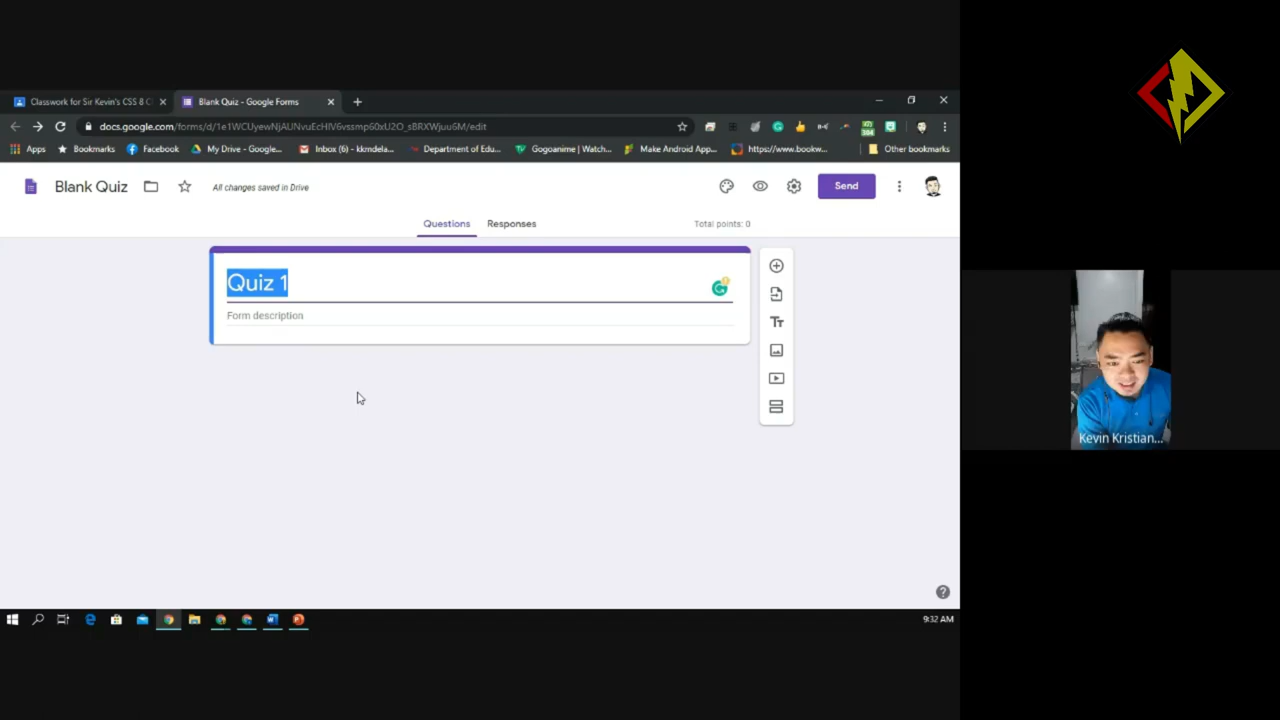 Classwork for Sir Kevin's CSS 8 C
Blank Quiz - Google Forms
docs.google.com/forms/d/1e1WCUyewNjAUNvuEcHIV6vssmp60xU2O_sBRXWjuu6M/edit
Apps
Bookmarks
Facebook
My Drive - Google...
Inbox (6) - kkmdela...
Department of Edu...
Gogoanime | Watch...
Make Android App...
https://www.bookw...
Other bookmarks
Blank Quiz
All changes saved in Drive
Send
Questions
Responses
Total points: 0
Quiz 1
Form description
Kevin Kristian...
9:32 AM